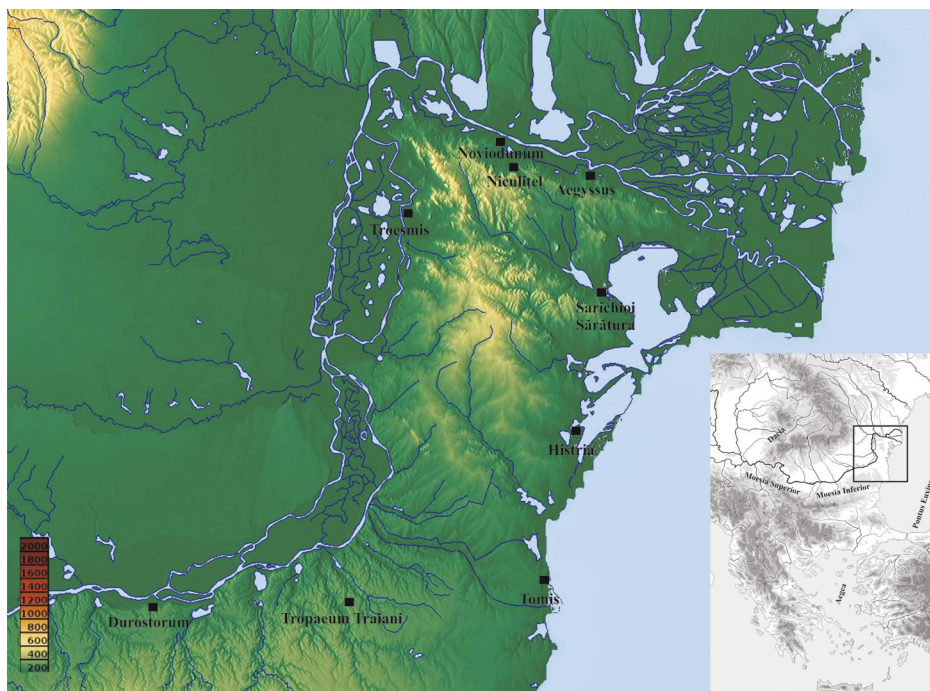 Noviodunum
Niculitel
Aegyssus
Troesmis
Sarichioi
Sărătura
Histria
Tomis
Tropaeum Traiani
Durostorum
2000
1800
1600
1400
1200
1000
800
600
400
200
Dacia
Moesia Superior
Moesia Inferior
Pontus Euxin
Aegea